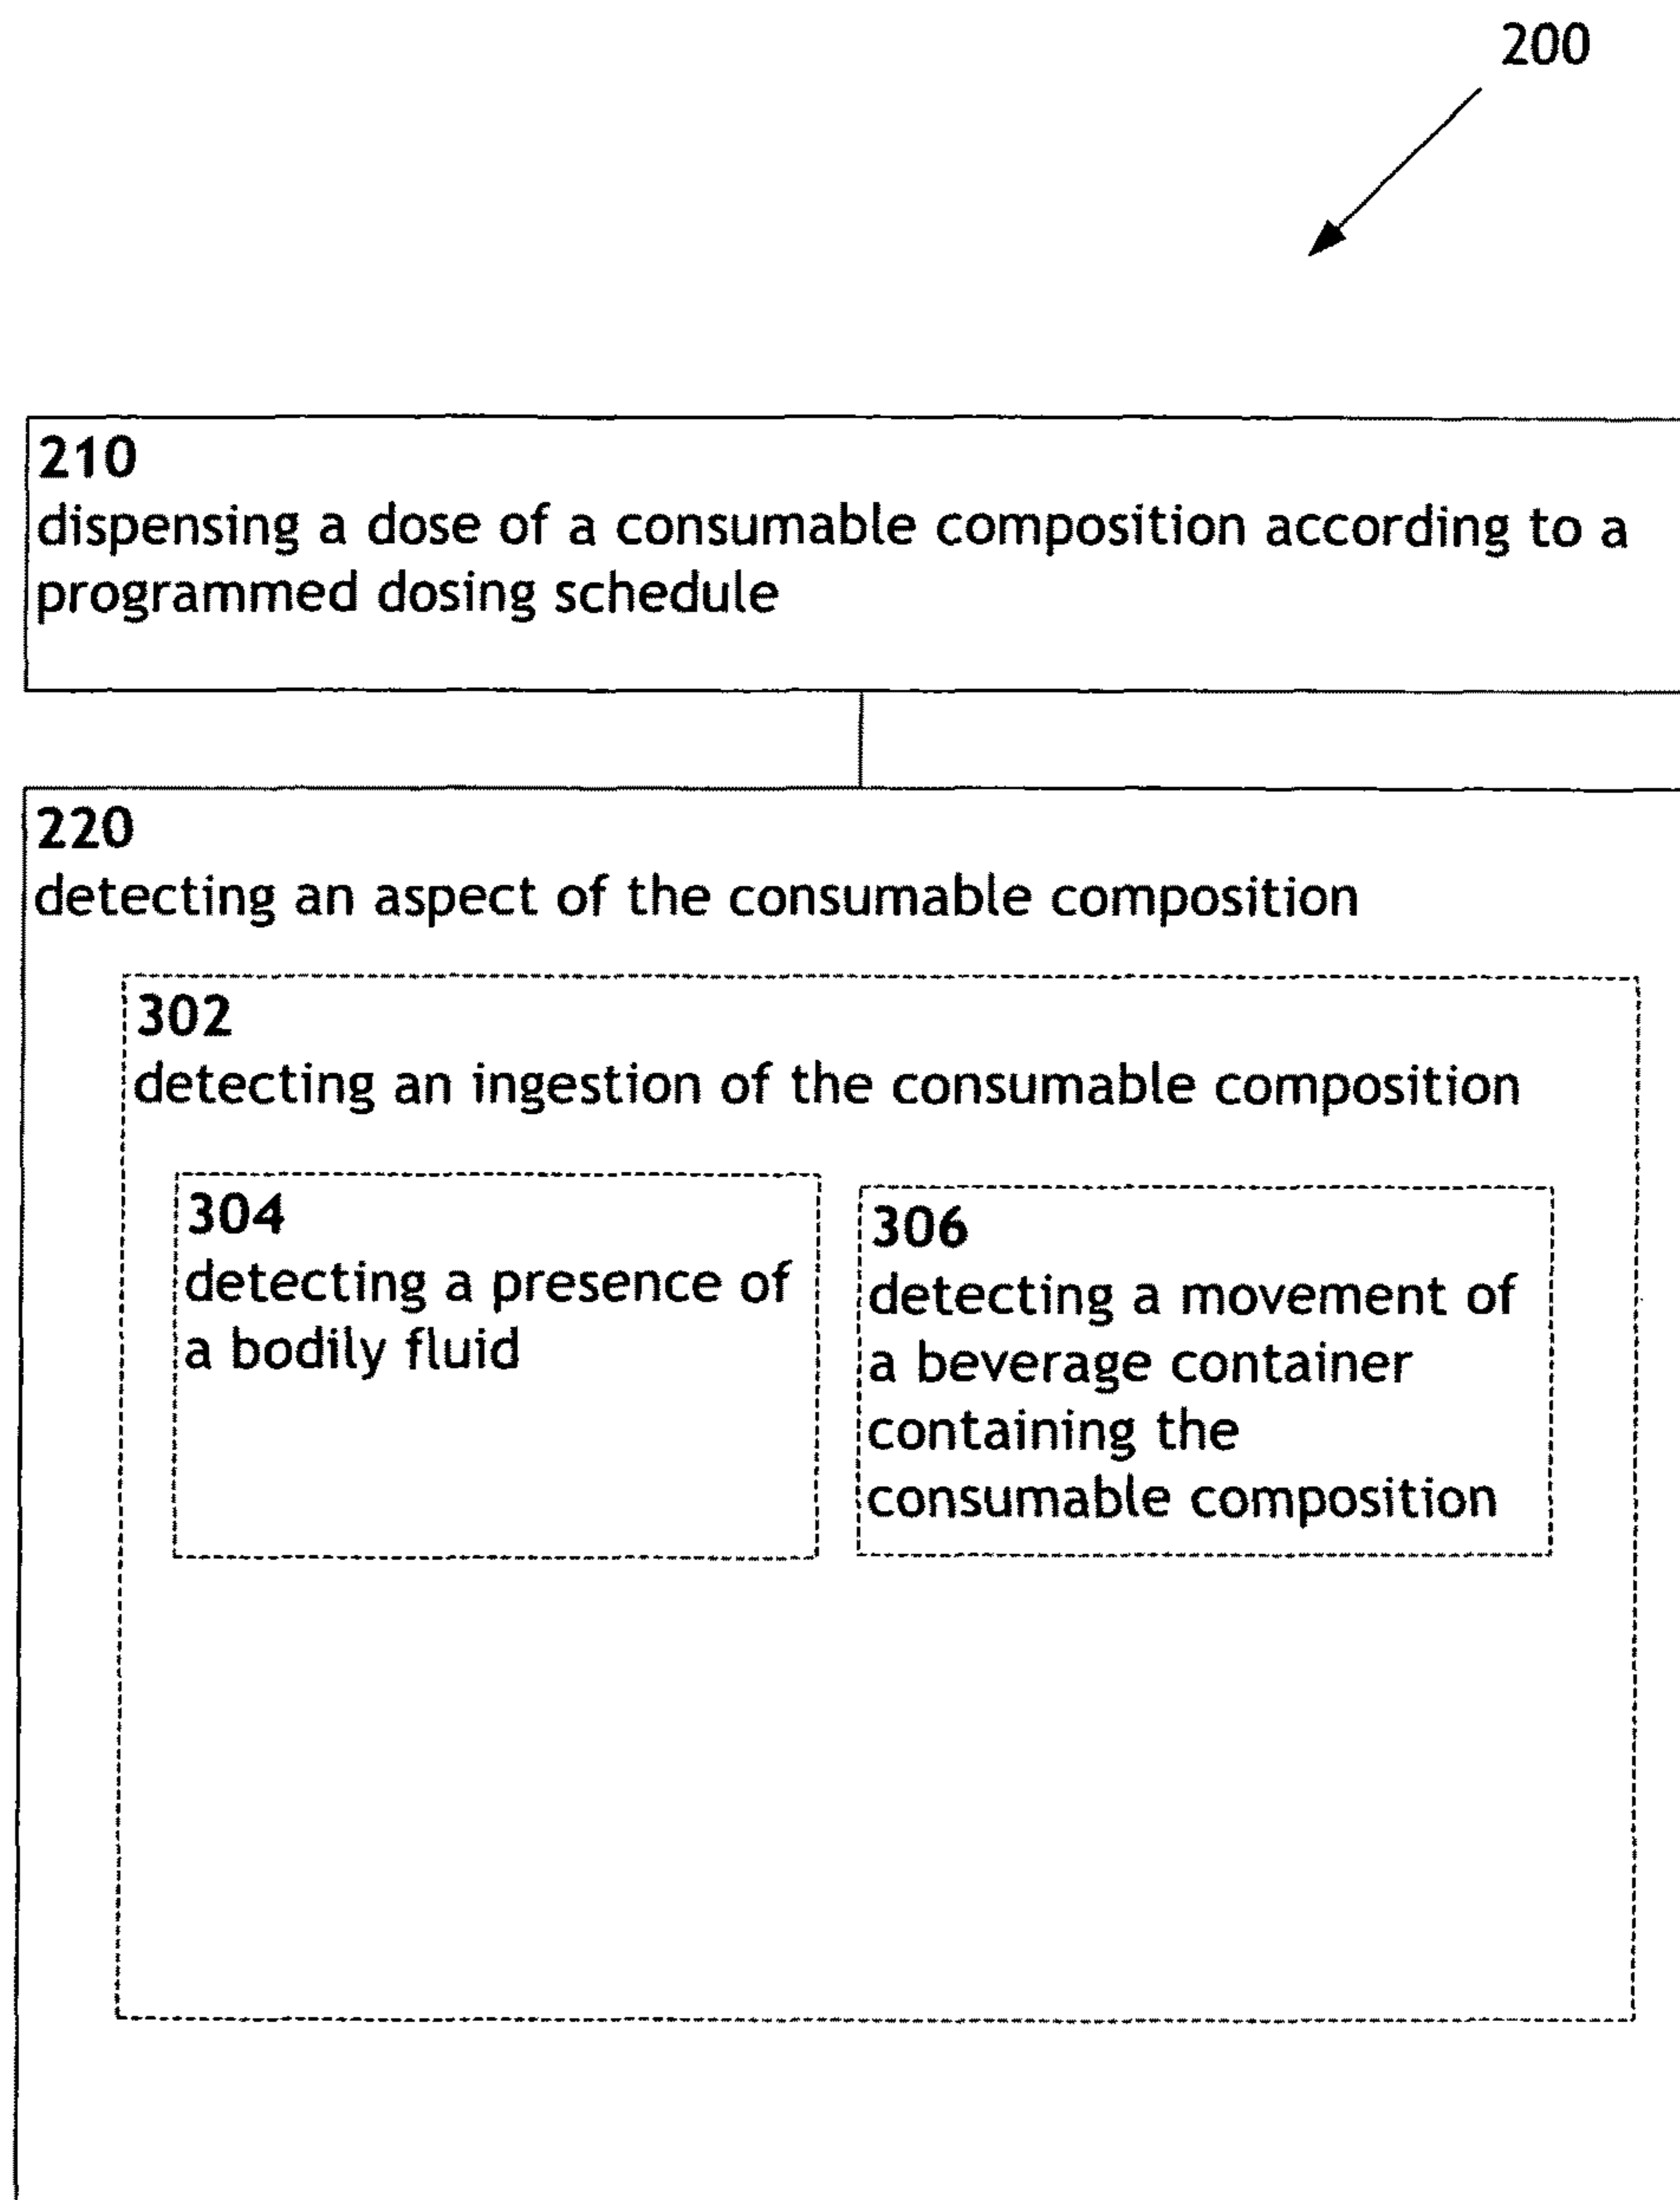 200
210
dispensing a dose of a consumable composition according to a
programmed dosing schedule
220
detecting an aspect of the consumable composition
302
detecting an ingestion of the consumable composition
304
detecting a presence of
a bodily fluid
306
detecting a movement of
a beverage container
containing the
consumable composition